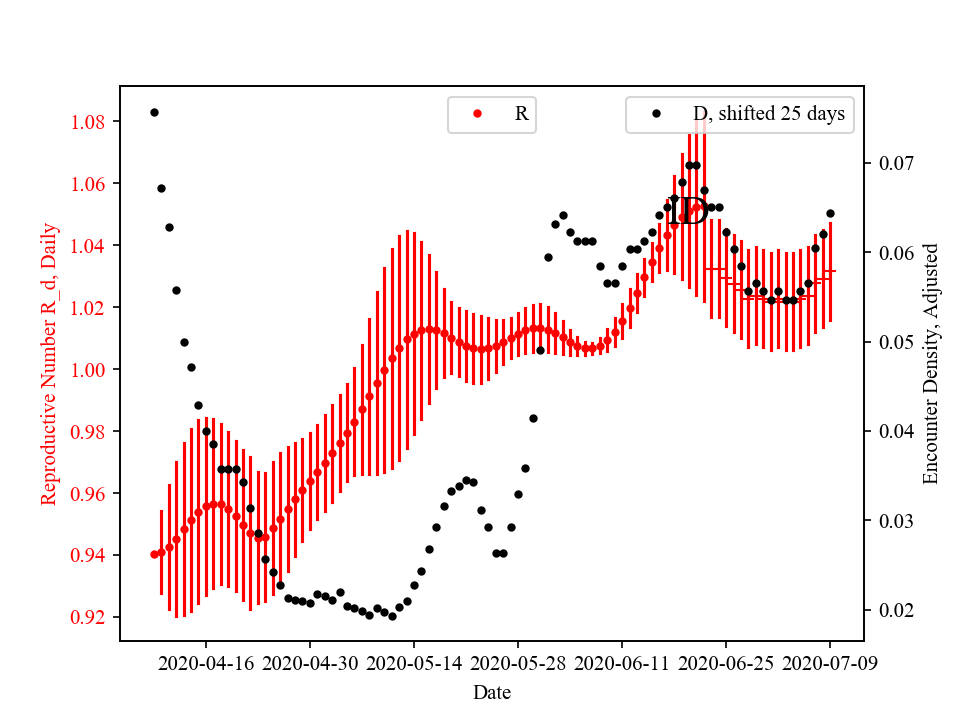 R
D, shifted 25 days
1.08
1.06
1.04
1.02
1.00
0.98
0.96
0.94
0.92
Reproductive Number R_d, Daily
ID
0.07
0.06
0.05
0.04
0.03
0.02
Encounter Density, Adjusted
2020-04-16 2020-04-30 2020-05-14 2020-05-28 2020-06-11 2020-06-25 2020-07-09
Date